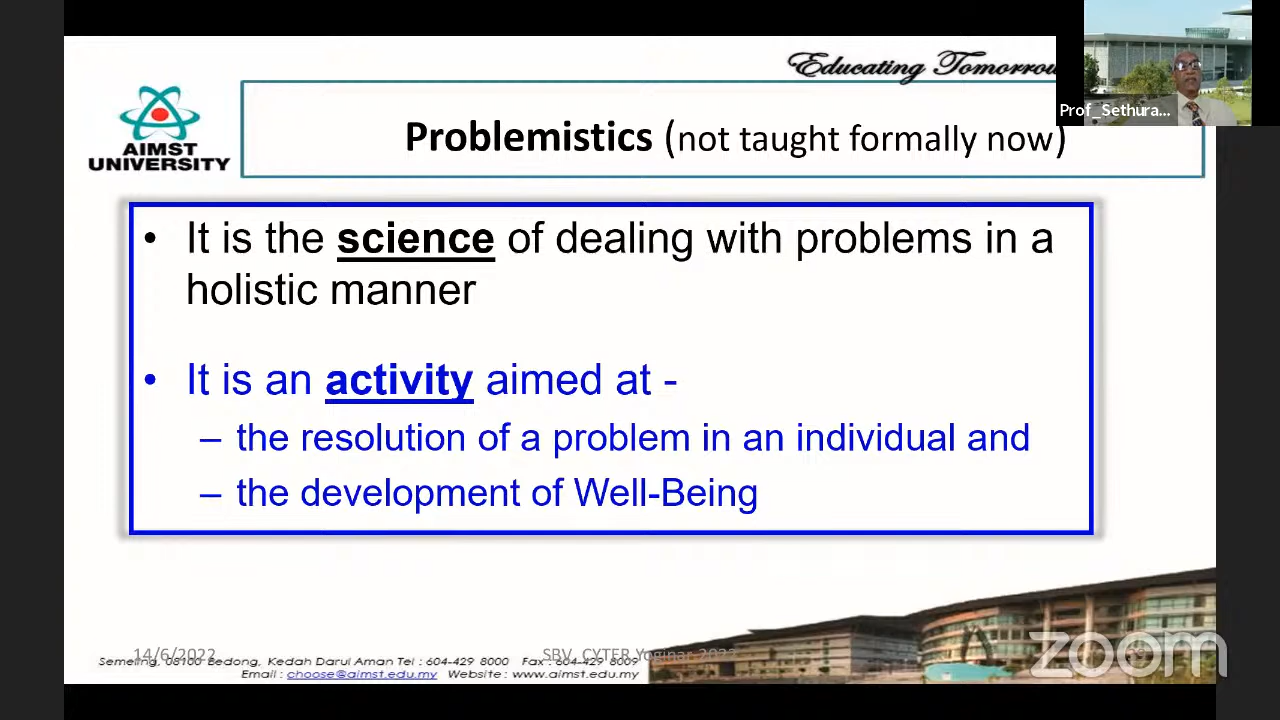 Educating Tomorrow
Prof_Sethura...
AIMST
UNIVERSITY
Problemistics (not taught formally now)
• It is the science of dealing with problems in a
holistic manner
• It is an activity aimed at -
– the resolution of a problem in an individual and
– the development of Well-Being
14/6/2022
SBV, CYTER Yoginar 2022
Semeling, 08100 Bedong, Kedah Darul Aman Tel : 604-429 8000 Fax : 604-429 8009
Email : choose@aimst.edu.my Website : www.aimst.edu.my
zoom